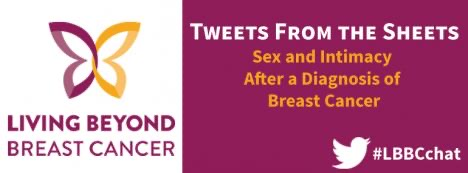 LIVING BEYOND
BREAST CANCER
TWEETS FROM THE SHEETS
Sex and Intimacy
After a Diagnosis of
Breast Cancer
#LBBCchat